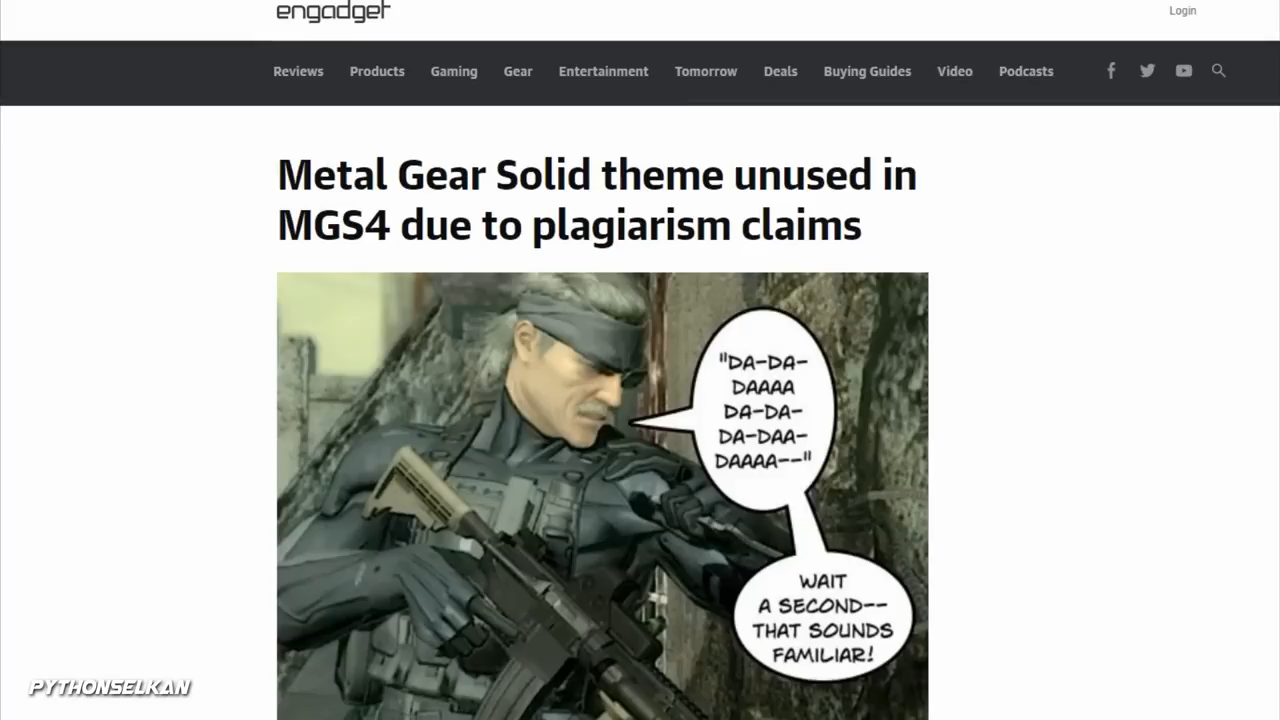 engadget
Login
Reviews Products Gaming Gear Entertainment Tomorrow Deals Buying Guides Video Podcasts
Metal Gear Solid theme unused in
MGS4 due to plagiarism claims
"DA-DA-
DAAAA
DA-DA-
DA-DAA-
DAAAA--"
WAIT
A SECOND--
THAT SOUNDS
FAMILIAR!
PYTHONSELKAN